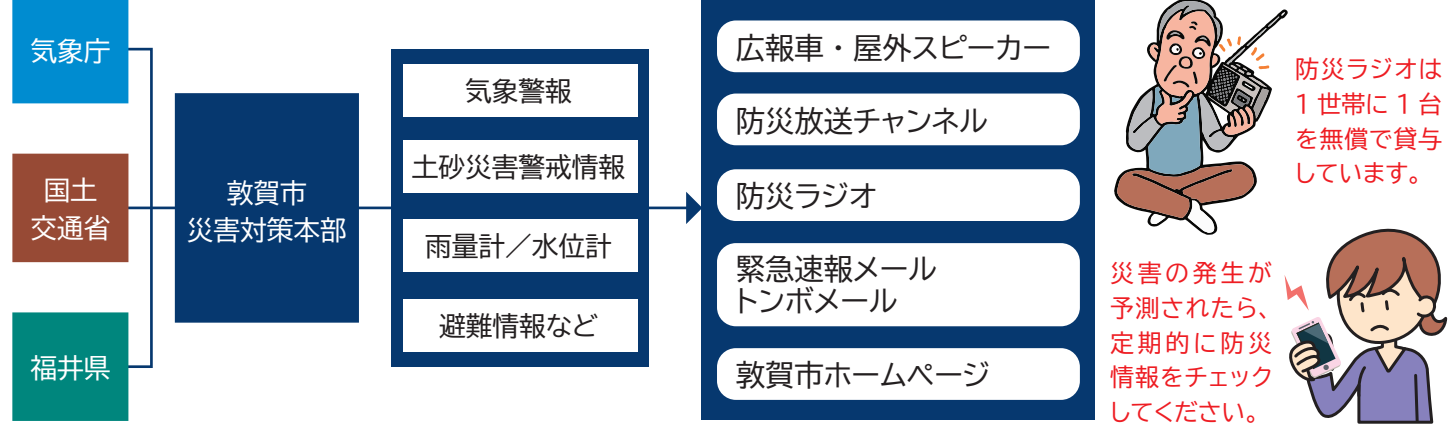 気象庁
国土
交通省
福井県
敦賀市
災害対策本部
気象警報
土砂災害警戒情報
雨量計／水位計
避難情報など
広報車・屋外スピーカー
防災放送チャンネル
防災ラジオ
緊急速報メール
トンボメール
敦賀市ホームページ
防災ラジオは
1 世帯に 1 台
を無償で貸与
しています。
災害の発生が
予測されたら、
定期的に防災
情報をチェック
してください。